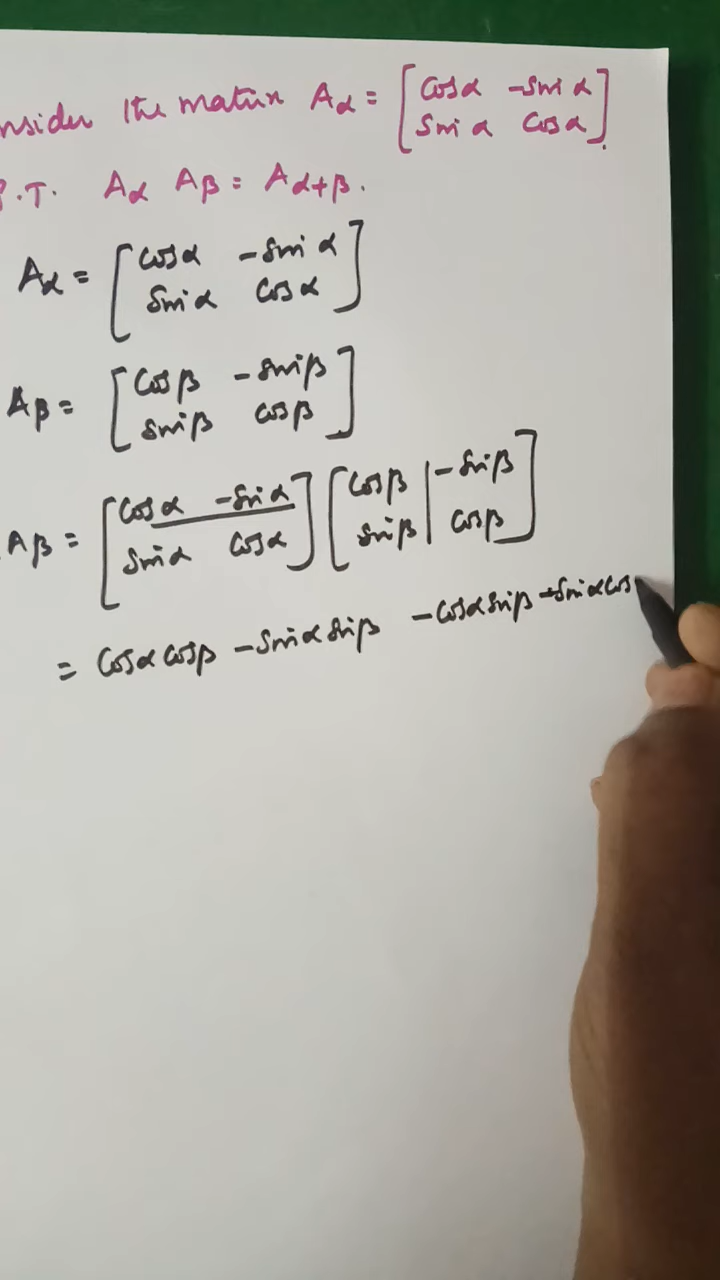 nsider the matrix Aα = [cosα -sinα
sinα cosα].
P.T. Aα Aβ = Aα+β.
Aα = [cosα -sinα
sinα cosα]
Aβ = [cosβ -sinβ
sinβ cosβ]
Aβ = [cosα -sinα
sinα cosα] [cosβ | -sinβ
sinβ | cosβ]
= cosα cosβ - sinα sinβ -cosα sinβ - sinα cos